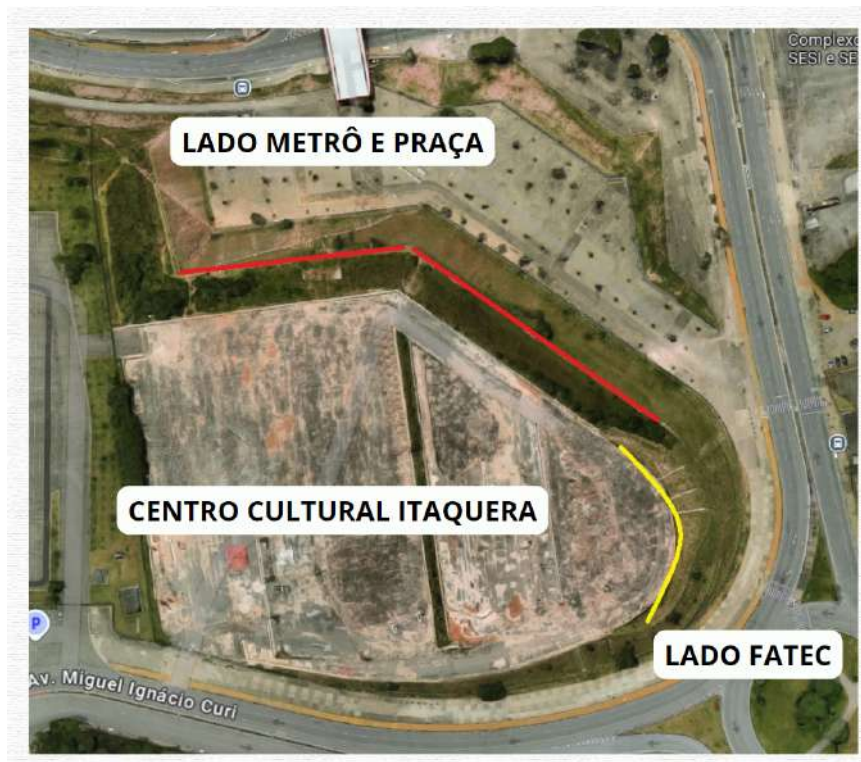 Complexo
SESI e SE
LADO METRÔ E PRAÇA
CENTRO CULTURAL ITAQUERA
P
LADO FATEC
Av. Miguel Ignácio Curi